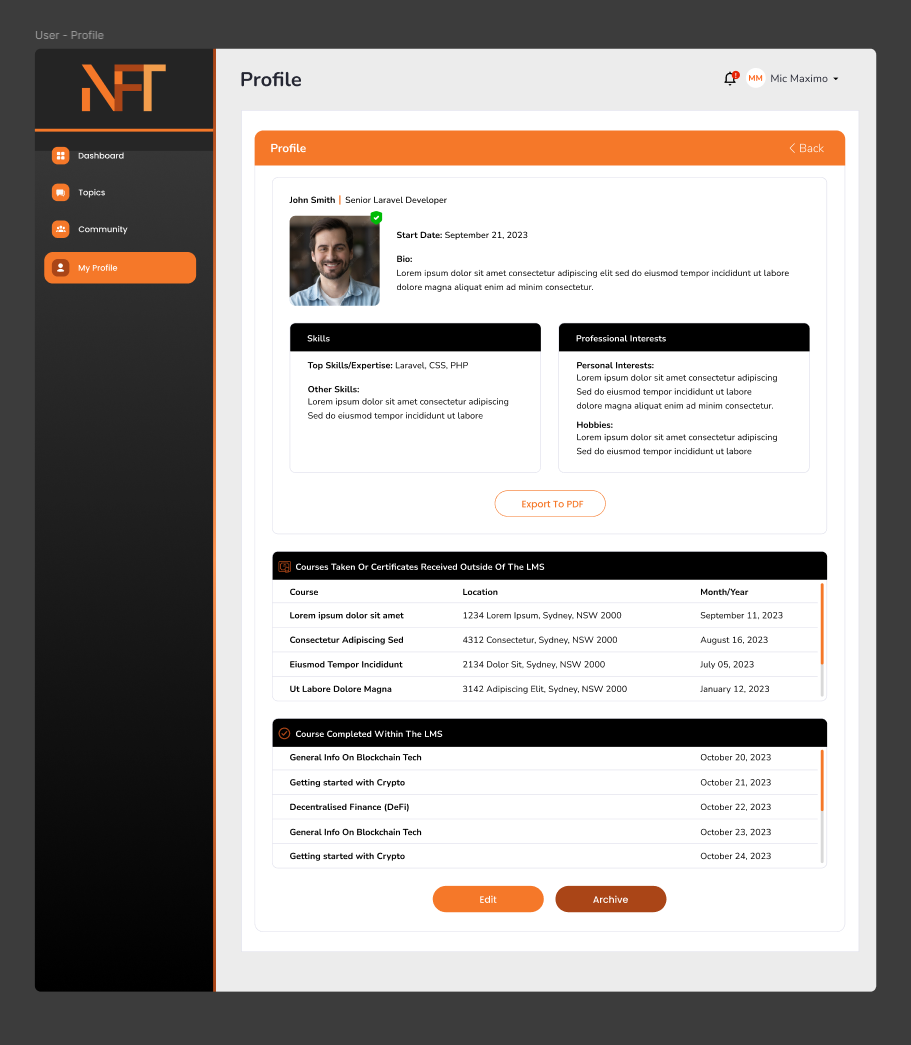 User - Profile
NFT
Profile
MM Mic Maximo
Dashboard
Topics
Community
My Profile
Profile
Back
John Smith | Senior Laravel Developer
Start Date: September 21, 2023
Bio:
Lorem ipsum dolor sit amet consectetur adipiscing elit sed do eiusmod tempor incididunt ut labore
dolore magna aliquat enim ad minim consectetur.
Skills
Top Skills/Expertise: Laravel, CSS, PHP
Other Skills:
Lorem ipsum dolor sit amet consectetur adipiscing
Sed do eiusmod tempor incididunt ut labore
Professional Interests
Personal Interests:
Lorem ipsum dolor sit amet consectetur adipiscing
Sed do eiusmod tempor incididunt ut labore
dolore magna aliquat enim ad minim consectetur.
Hobbies:
Lorem ipsum dolor sit amet consectetur adipiscing
Sed do eiusmod tempor incididunt ut labore
Export To PDF
Courses Taken Or Certificates Received Outside Of The LMS
Course Location Month/Year
Lorem ipsum dolor sit amet 1234 Lorem Ipsum, Sydney, NSW 2000 September 11, 2023
Consectetur Adipiscing Sed 4312 Consectetur, Sydney, NSW 2000 August 16, 2023
Eiusmod Tempor Incididunt 2134 Dolor Sit, Sydney, NSW 2000 July 05, 2023
Ut Labore Dolore Magna 3142 Adipiscing Elit, Sydney, NSW 2000 January 12, 2023
Course Completed Within The LMS
General Info On Blockchain Tech October 20, 2023
Getting started with Crypto October 21, 2023
Decentralised Finance (DeFi) October 22, 2023
General Info On Blockchain Tech October 23, 2023
Getting started with Crypto October 24, 2023
Edit
Archive